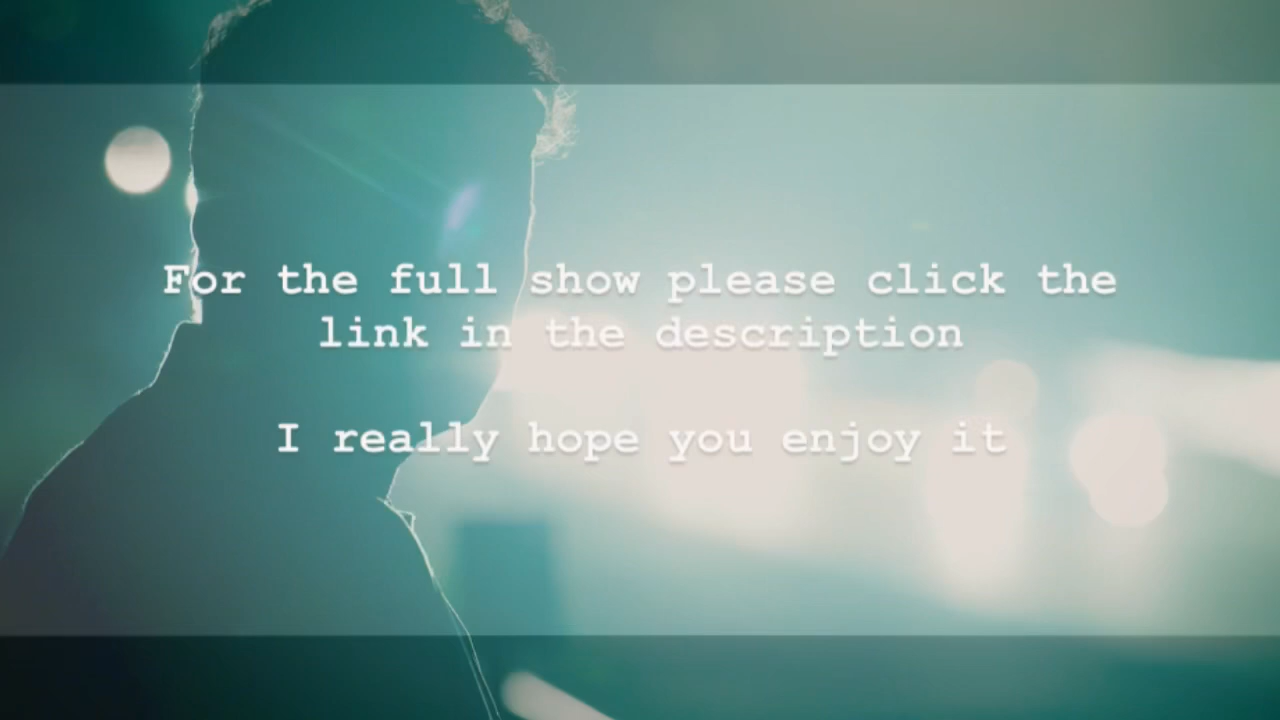 For the full show please click the
link in the description
I really hope you enjoy it